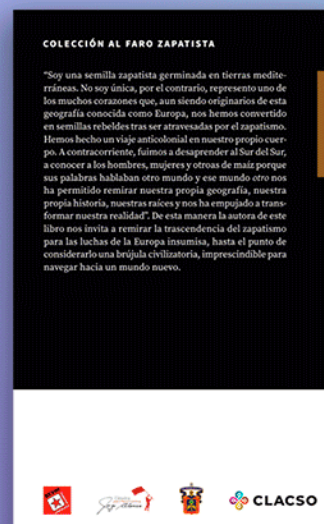 COLECCIÓN AL FARO ZAPATISTA
"Soy una semilla zapatista germinada en tierras medite-
rráneas. No soy única, por el contrario, represento uno de
los muchos corazones que, aun siendo originarios de esta
geografía conocida como Europa, nos hemos convertido
en semillas rebeldes tras ser atravesadas por el zapatismo.
Hemos hecho un viaje anticolonial en nuestro propio cuer-
po. A contracorriente, fuimos a desaprender al Sur del Sur,
a conocer a los hombres, mujeres y otroas de maíz porque
sus palabras hablaban otro mundo y ese mundo otro nos
ha permitido remirar nuestra propia geografía, nuestra
propia historia, nuestras raíces y nos ha empujado a trans-
formar nuestra realidad". De esta manera la autora de este
libro nos invita a remirar la trascendencia del zapatismo
para las luchas de la Europa insumisa, hasta el punto de
considerarlo una brújula civilizatoria, imprescindible para
navegar hacia un mundo nuevo.
CLACSO